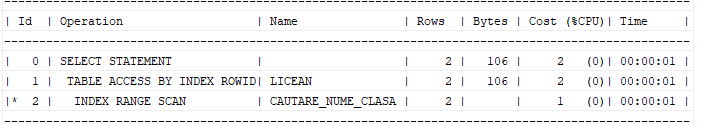 -----------------------------------------------------------------------------------------------
| Id  | Operation                   | Name               | Rows  | Bytes | Cost (%CPU)| Time     |
-----------------------------------------------------------------------------------------------
|   0 | SELECT STATEMENT            |                    |     2 |   106 |     2   (0)| 00:00:01 |
|   1 |  TABLE ACCESS BY INDEX ROWID| LICEAN             |     2 |   106 |     2   (0)| 00:00:01 |
|*  2 |   INDEX RANGE SCAN          | CAUTARE_NUME_CLASA |     2 |       |     1   (0)| 00:00:01 |
-----------------------------------------------------------------------------------------------